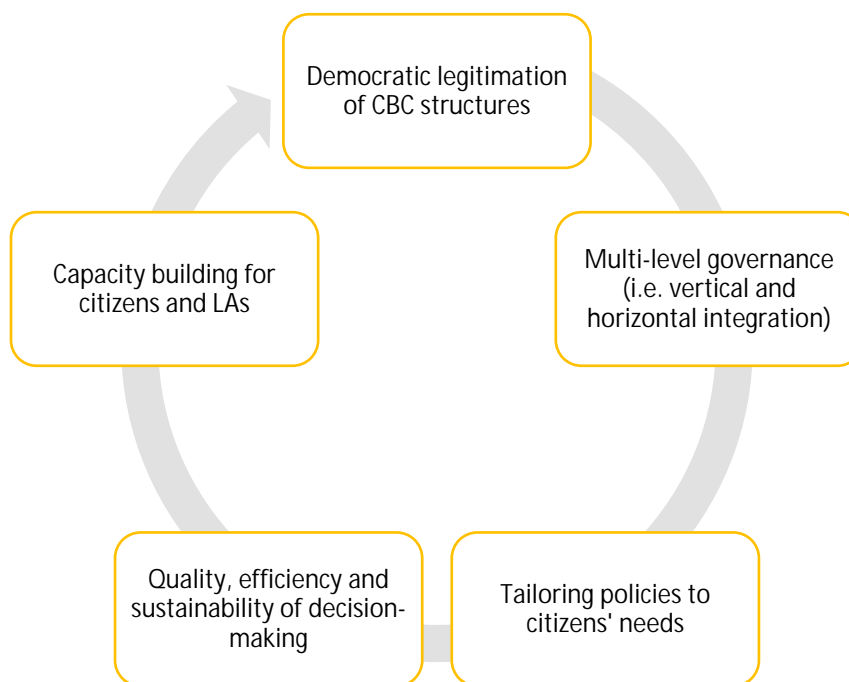 Democratic legitimation
of CBC structures
Multi-level governance
(i.e. vertical and
horizontal integration)
Tailoring policies to
citizens' needs
Quality, efficiency and
sustainability of decision-
making
Capacity building for
citizens and LAs